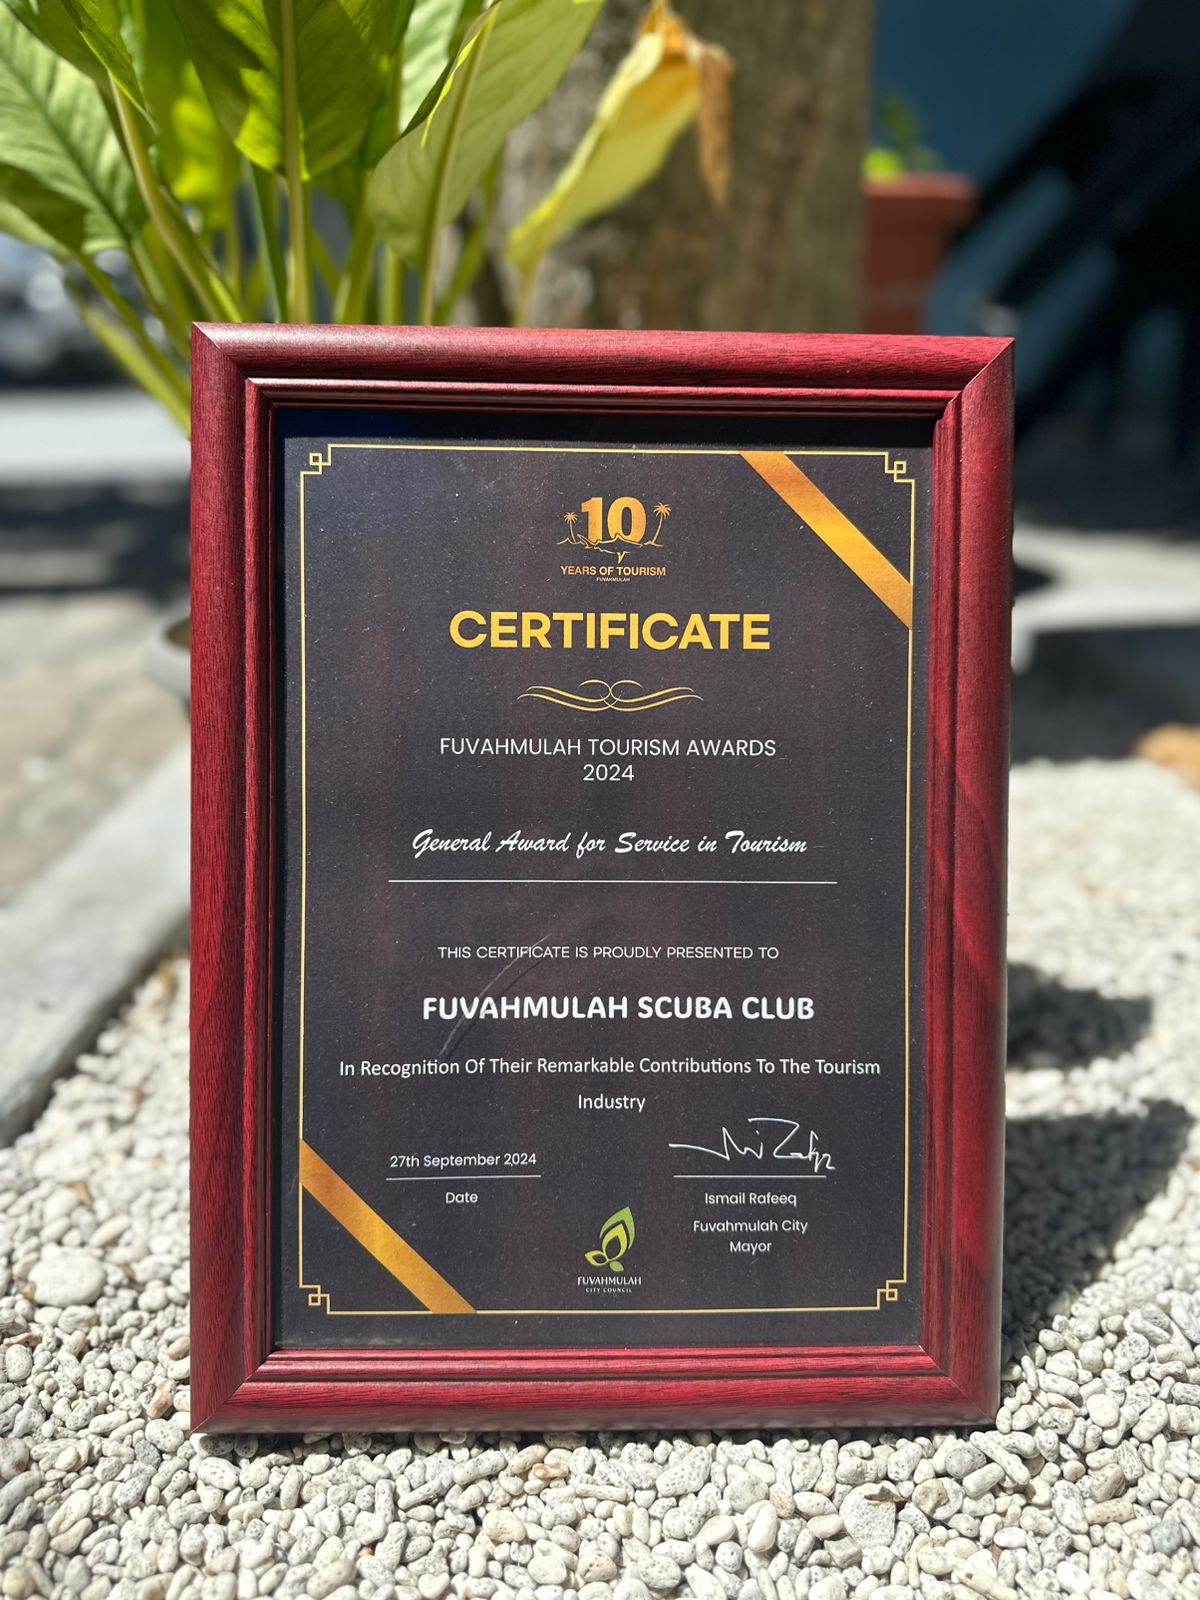 10
YEARS OF TOURISM
FUVAHMULAH
CERTIFICATE
FUVAHMULAH TOURISM AWARDS
2024
General Award for Service in Tourism
THIS CERTIFICATE IS PROUDLY PRESENTED TO
FUVAHMULAH SCUBA CLUB
In Recognition Of Their Remarkable Contributions To The Tourism
Industry
27th September 2024
Date
Ismail Rafeeq
Fuvahmulah City
Mayor
FUVAHMULAH
CITY COUNCIL